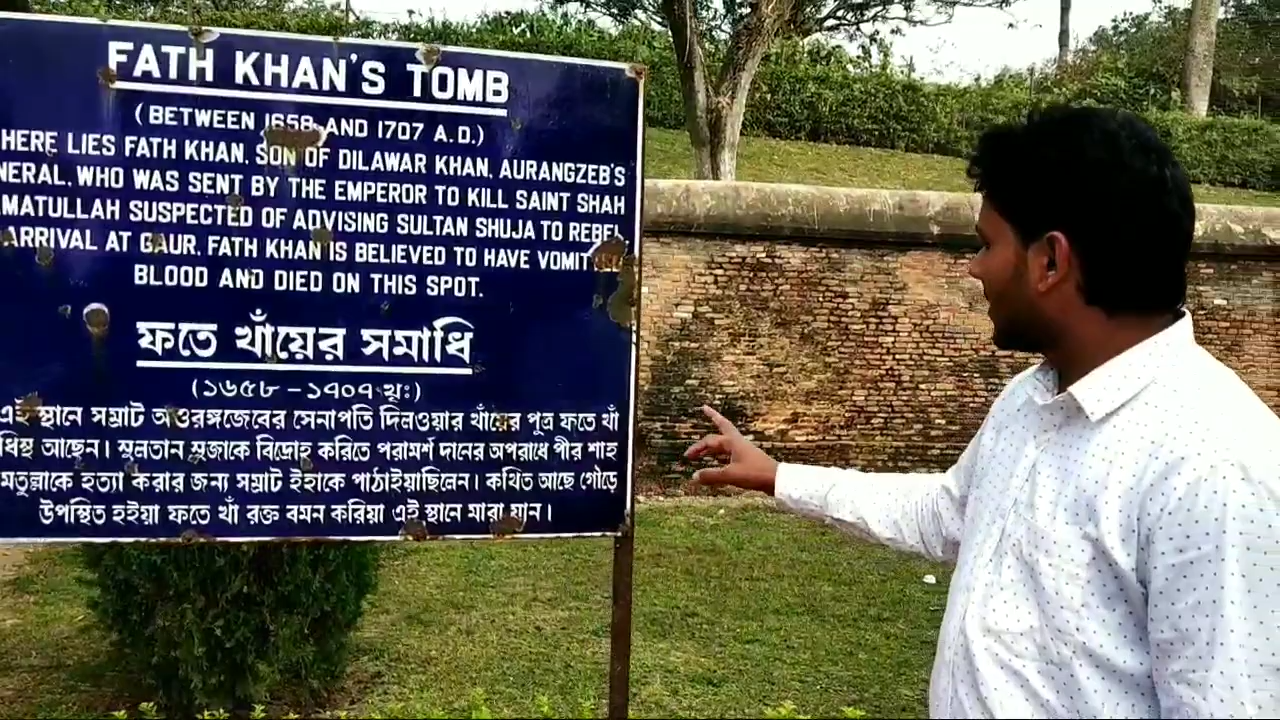 FATH KHAN'S TOMB
(BETWEEN 1658 AND 1707 A.D.)
HERE LIES FATH KHAN, SON OF DILAWAR KHAN, AURANGZEB'S
NERAL, WHO WAS SENT BY THE EMPEROR TO KILL SAINT SHAH
MATULLAH SUSPECTED OF ADVISING SULTAN SHUJA TO REBEL
ARRIVAL AT GAUR, FATH KHAN IS BELIEVED TO HAVE VOMIT
BLOOD AND DIED ON THIS SPOT.
ফতে খাঁয়ের সমাধি
(১৬৫৮ – ১৭০৭ খৃঃ)
এই স্থানে সম্রাট অওরঙ্গজেবের সেনাপতি দিলওয়ার খাঁয়ের পুত্র ফতে খাঁ
ধিস্থ আছেন। সুলতান সুজাকে বিদ্রোহ করিতে পরামর্শ দানের অপরাধে পীর শাহ
মতুল্লাকে হত্যা করার জন্য সম্রাট ইহাকে পাঠাইয়াছিলেন। কথিত আছে গৌড়ে
উপস্থিত হইয়া ফতে খাঁ রক্ত বমন করিয়া এই স্থানে মারা যান।